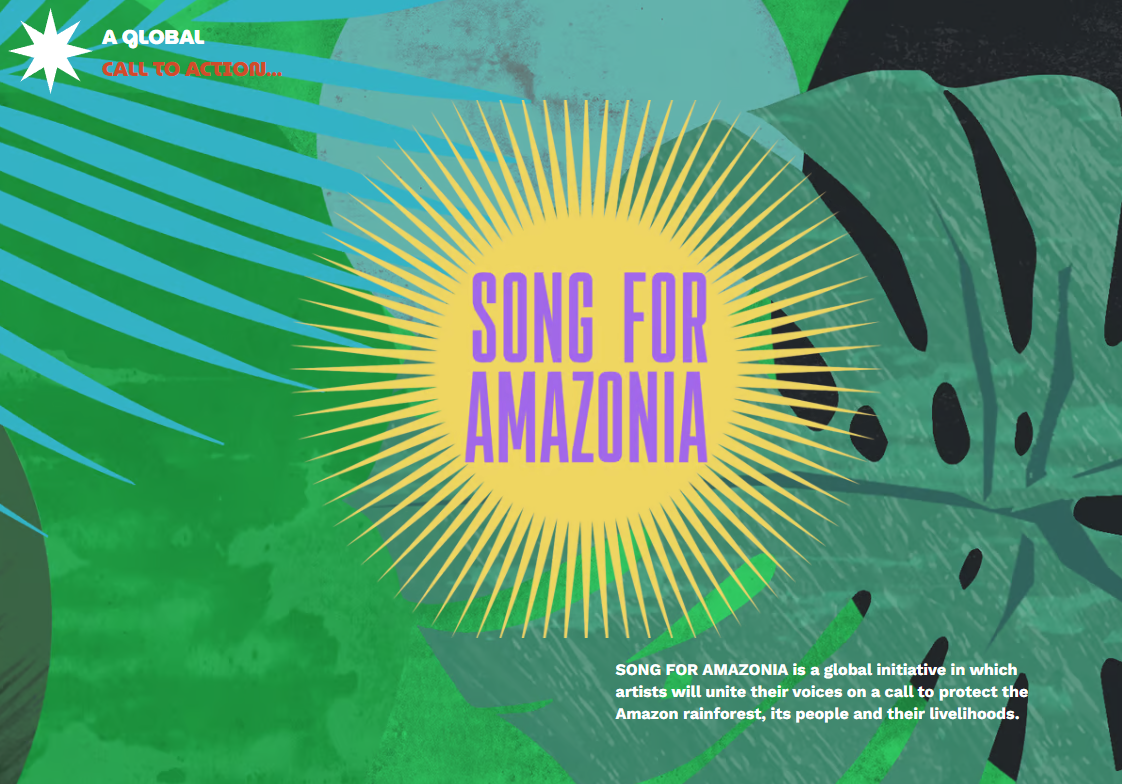 A GLOBAL
CALL TO ACTION...
SONG FOR
AMAZONIA
SONG FOR AMAZONIA is a global initiative in which
artists will unite their voices on a call to protect the
Amazon rainforest, its people and their livelihoods.